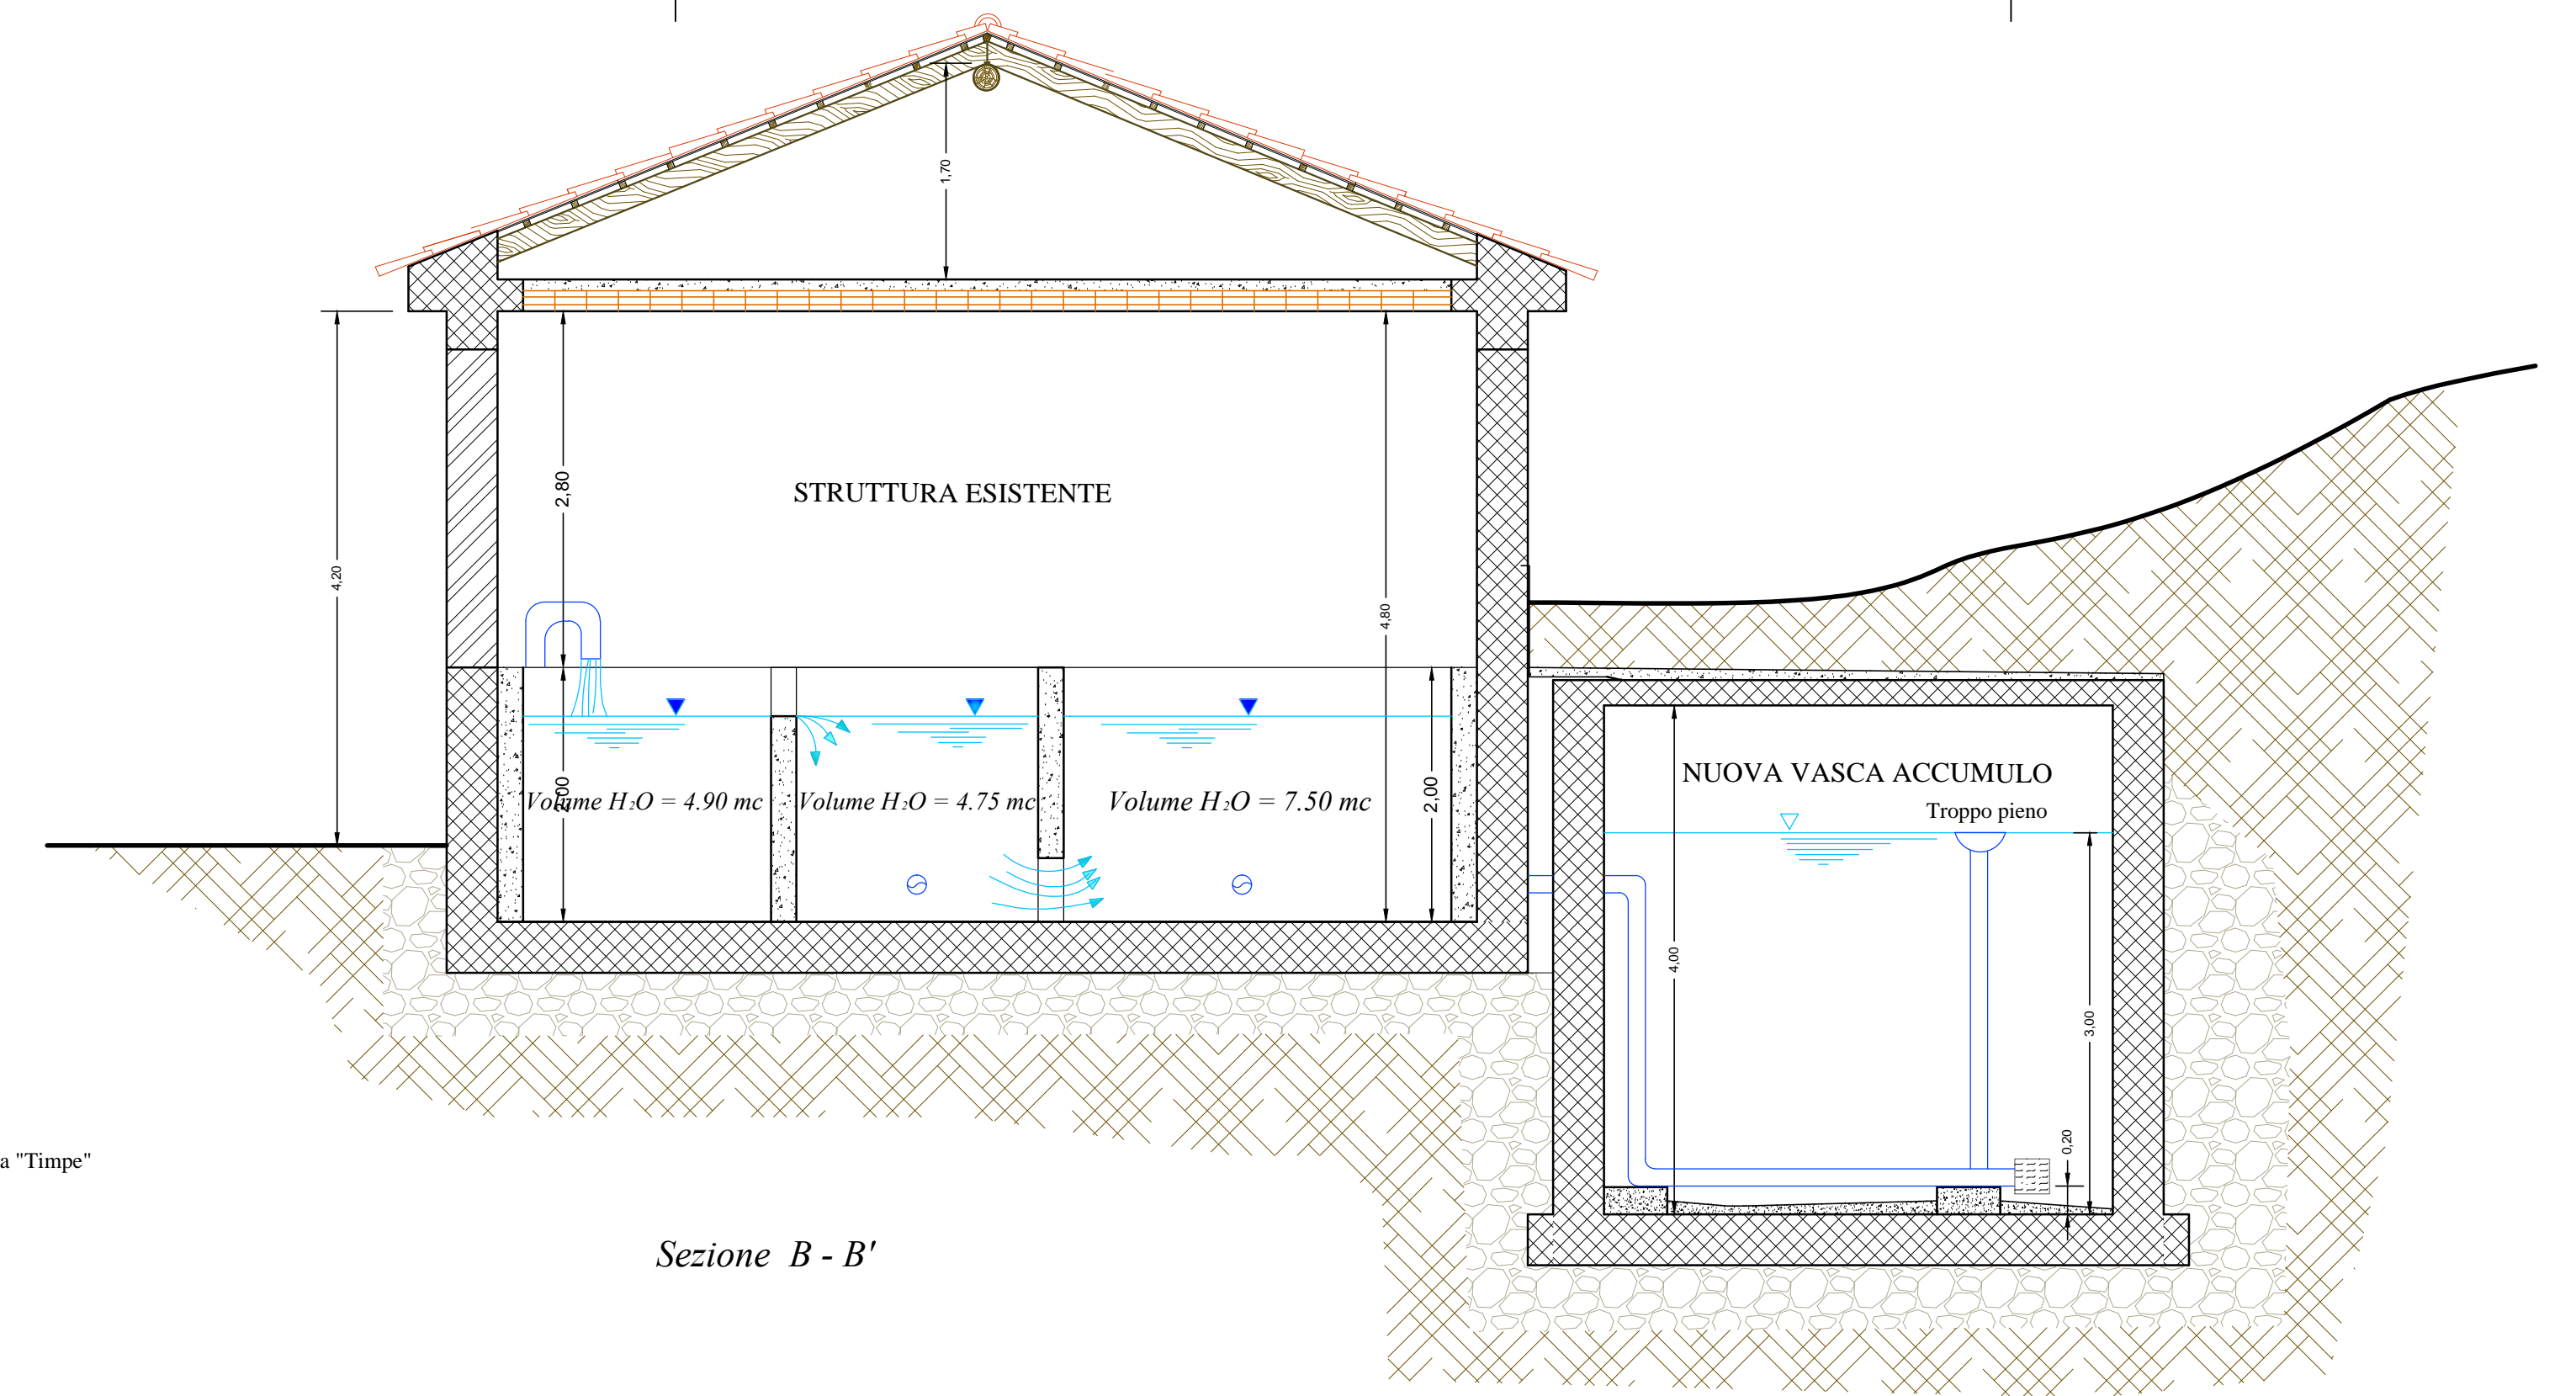 1,70
2,80
STRUTTURA ESISTENTE
4,20
4,80
NUOVA VASCA ACCUMULO
Troppo pieno
Volume H₂O = 4.90 mc
2,00
Volume H₂O = 4.75 mc
Volume H₂O = 7.50 mc
2,00
4,00
3,00
0,20
a "Timpe"
Sezione B - B'